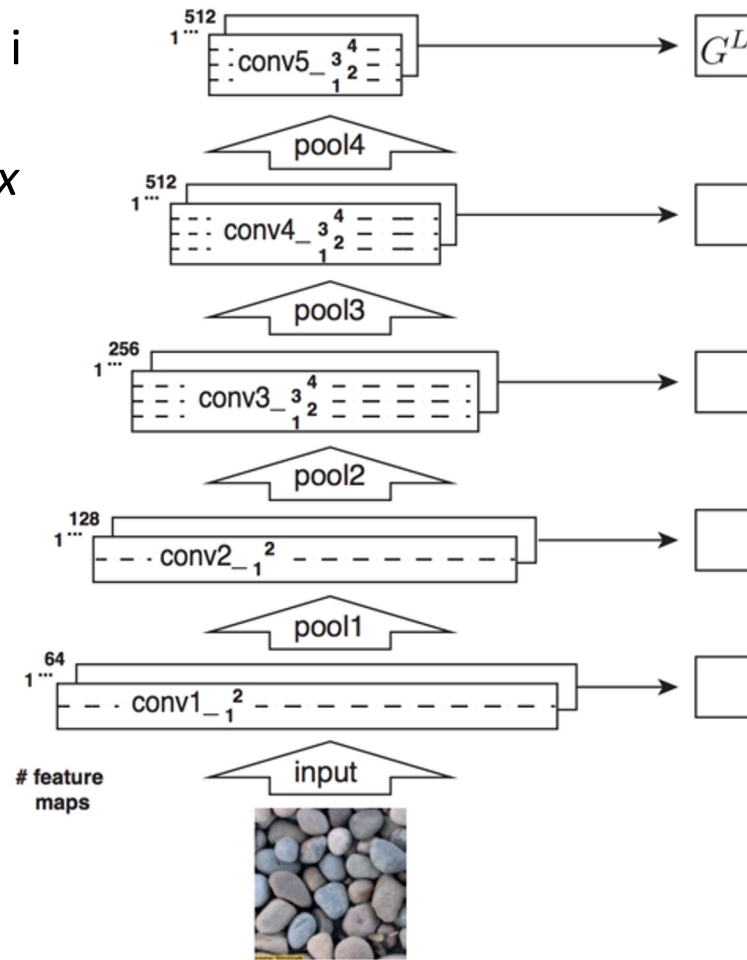 512
1...
i
conv5_ 1 2 3 4
G^L
pool4
x
512
1...
conv4_ 1 2 3 4
pool3
256
1...
conv3_ 1 2 3 4
pool2
128
1...
conv2_ 1 2
pool1
64
1...
conv1_ 1 2
# feature
maps
input